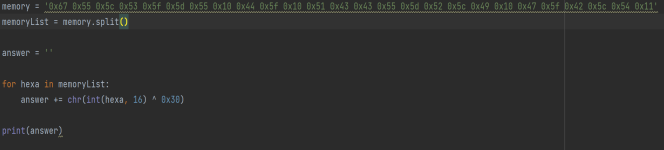 memory = '0x67 0x55 0x5c 0x53 0x5f 0x5d 0x55 0x10 0x44 0x5f 0x10 0x51 0x43 0x43 0x55 0x5d 0x52 0x5c 0x49 0x10 0x47 0x5f 0x42 0x5c 0x54 0x11'
memoryList = memory.split()
answer = ''
for hexa in memoryList:
    answer += chr(int(hexa, 16) ^ 0x30)
print(answer)